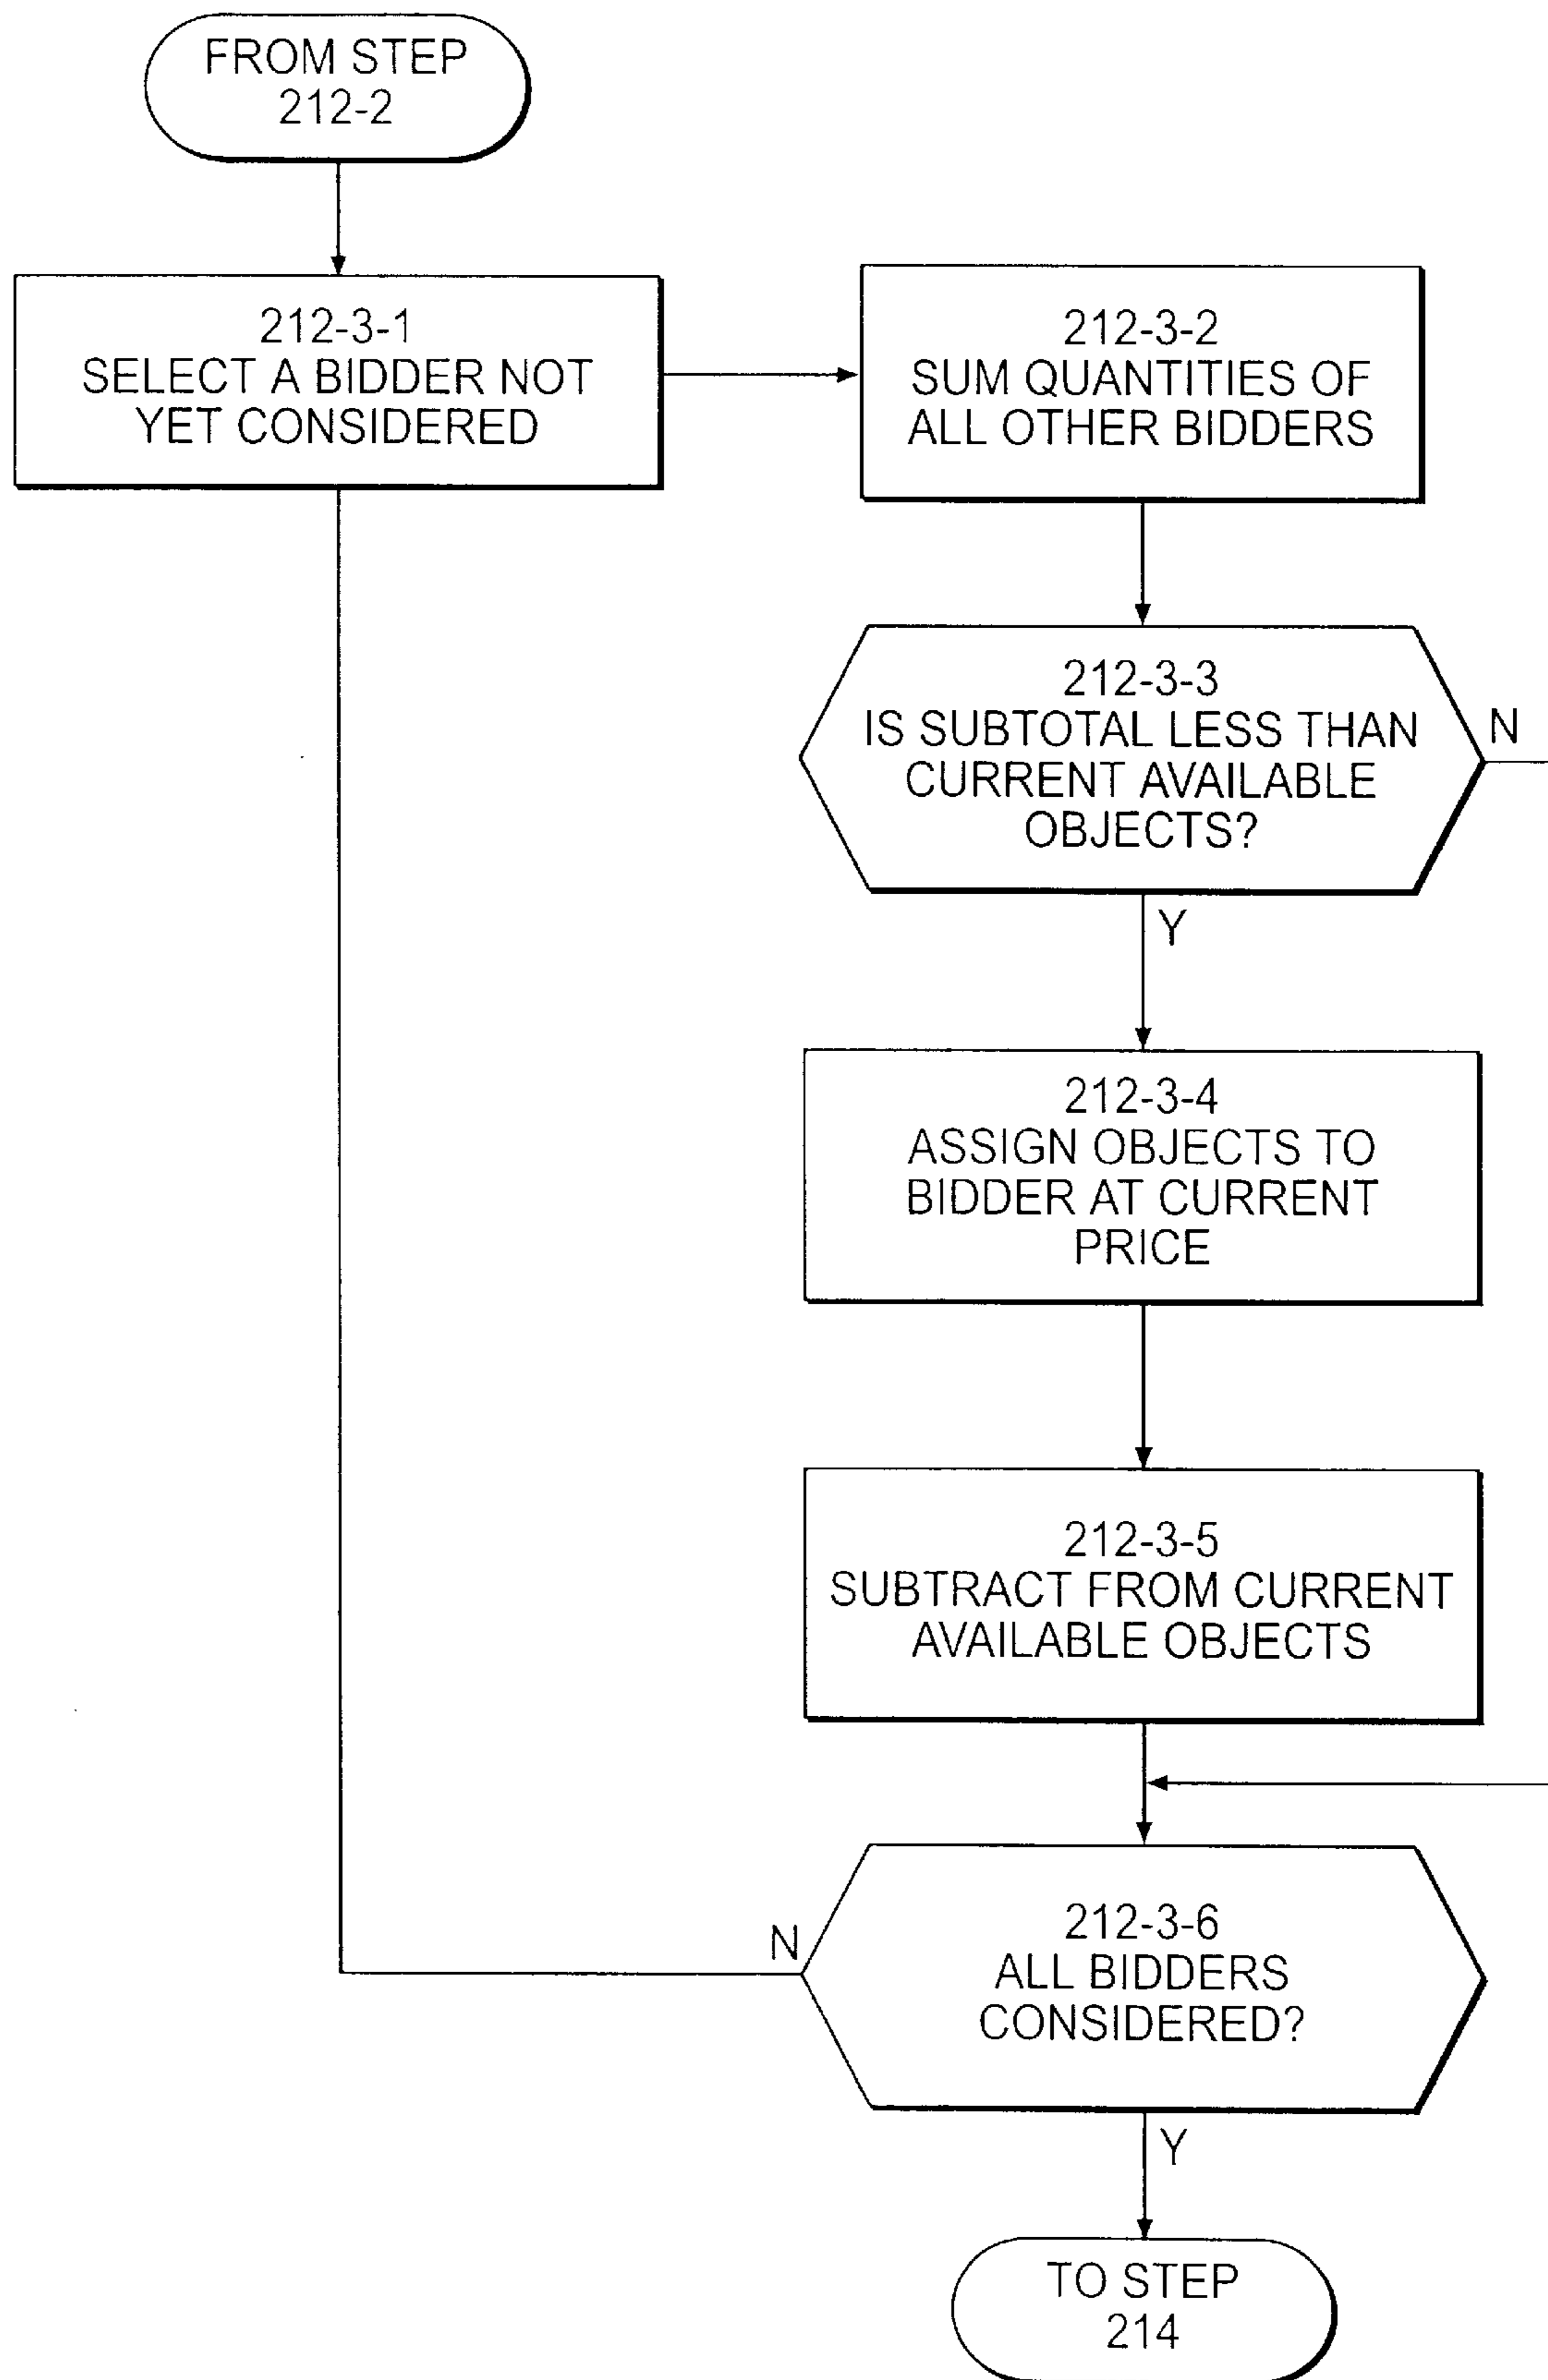 FROM STEP
212-2
212-3-1
SELECT A BIDDER NOT
YET CONSIDERED
212-3-2
SUM QUANTITIES OF
ALL OTHER BIDDERS
212-3-3
IS SUBTOTAL LESS THAN
CURRENT AVAILABLE
OBJECTS?
N
Y
212-3-4
ASSIGN OBJECTS TO
BIDDER AT CURRENT
PRICE
212-3-5
SUBTRACT FROM CURRENT
AVAILABLE OBJECTS
N
212-3-6
ALL BIDDERS
CONSIDERED?
Y
TO STEP
214